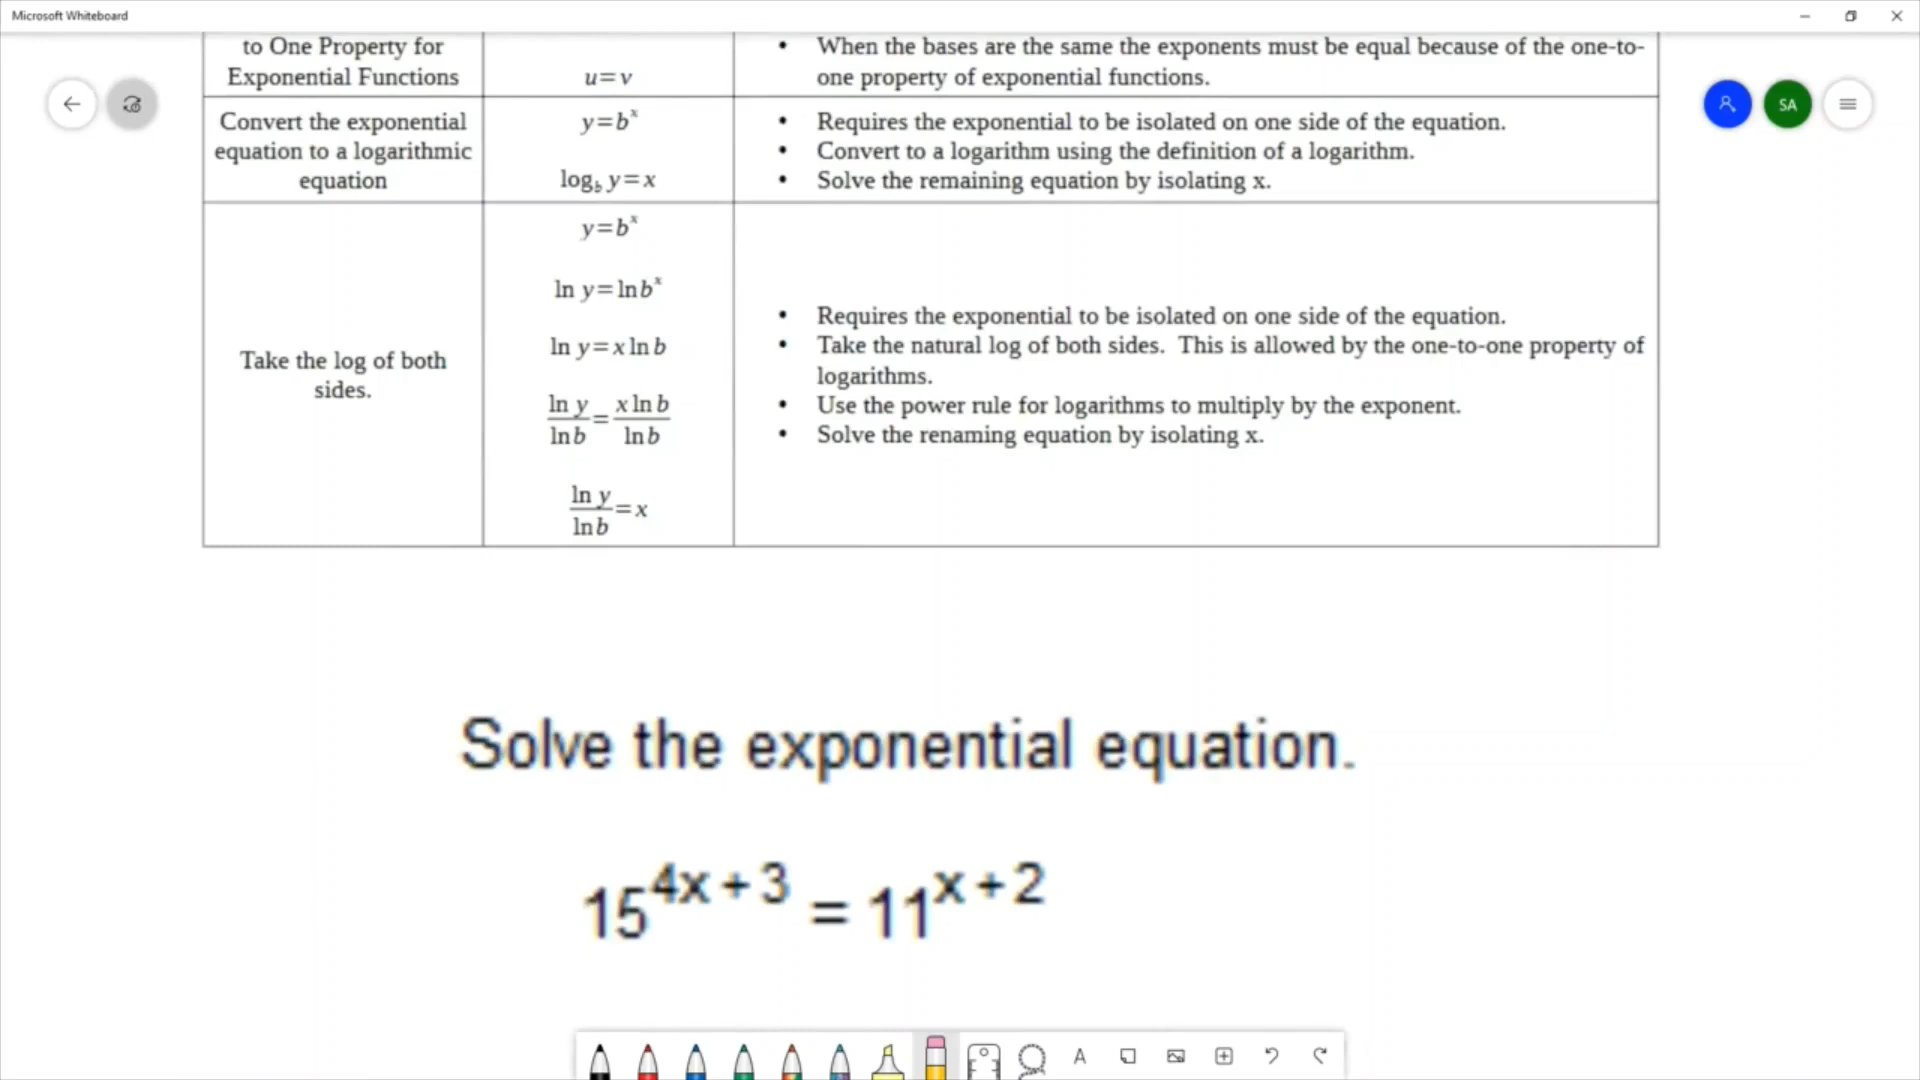 Microsoft Whiteboard
to One Property for
Exponential Functions
u=v
• When the bases are the same the exponents must be equal because of the one-to-
one property of exponential functions.
SA
Convert the exponential
equation to a logarithmic
equation
y=bˣ
log_b y=x
• Requires the exponential to be isolated on one side of the equation.
• Convert to a logarithm using the definition of a logarithm.
• Solve the remaining equation by isolating x.
Take the log of both
sides.
y=bˣ
ln y=ln bˣ
ln y=x ln b
ln y/ln b = x ln b/ln b
ln y/ln b = x
• Requires the exponential to be isolated on one side of the equation.
• Take the natural log of both sides. This is allowed by the one-to-one property of
logarithms.
• Use the power rule for logarithms to multiply by the exponent.
• Solve the renaming equation by isolating x.
Solve the exponential equation.
15^(4x + 3) = 11^(x + 2)
A